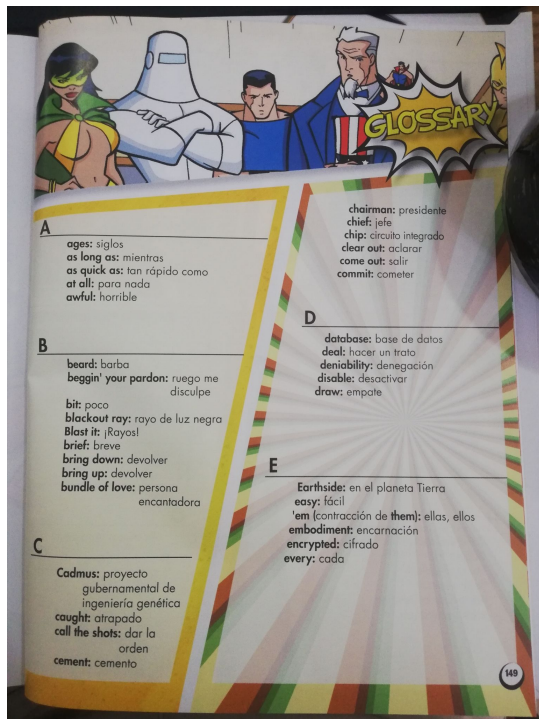 GLOSSARY
A
ages: siglos
as long as: mientras
as quick as: tan rápido como
at all: para nada
awful: horrible
B
beard: barba
beggin' your pardon: ruego me
disculpe
bit: poco
blackout ray: rayo de luz negra
Blast it: ¡Rayos!
brief: breve
bring down: devolver
bring up: devolver
bundle of love: persona
encantadora
C
Cadmus: proyecto
gubernamental de
ingeniería genética
caught: atrapado
call the shots: dar la
orden
cement: cemento
chairman: presidente
chief: jefe
chip: circuito integrado
clear out: aclarar
come out: salir
commit: cometer
D
database: base de datos
deal: hacer un trato
deniability: denegación
disable: desactivar
draw: empate
E
Earthside: en el planeta Tierra
easy: fácil
'em (contracción de them): ellas, ellos
embodiment: encarnación
encrypted: cifrado
every: cada
149